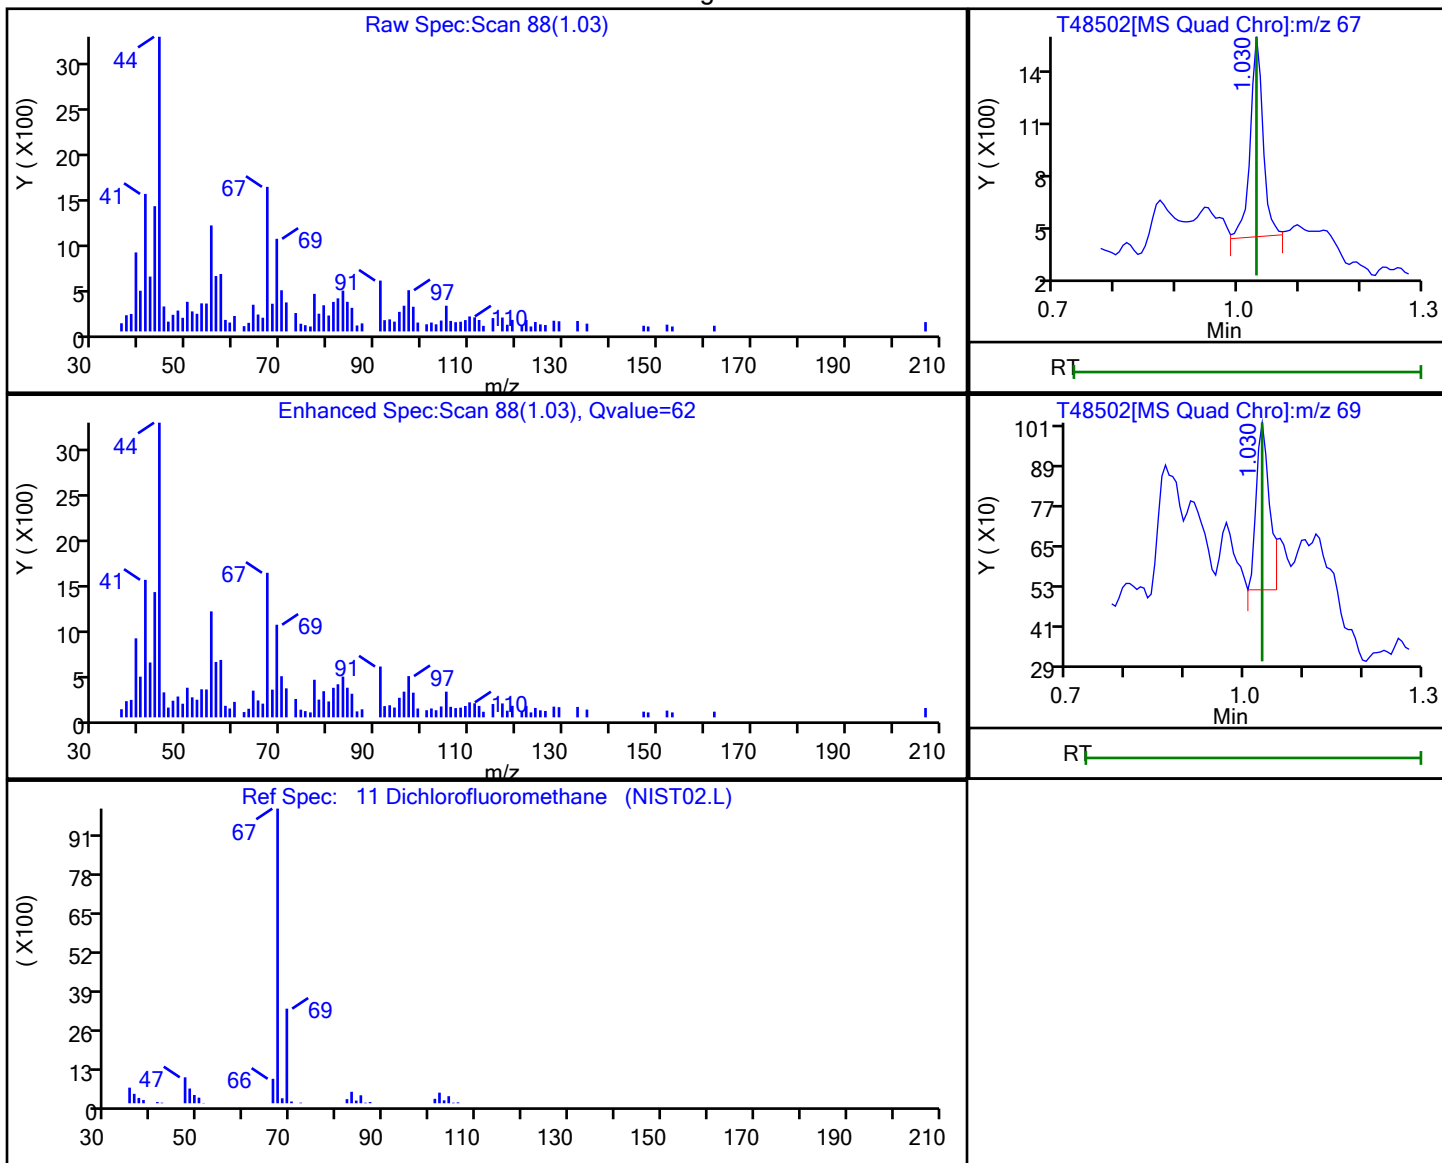 Raw Spec:Scan 88(1.03)
Y ( X100)
30
25
20
15
10
5
0
44
41
67
69
91
97
110
30 50 70 90 110 130 150 170 190 210
m/z
T48502[MS Quad Chro]:m/z 67
Y ( X100)
14
11
8
5
2
1.030
0.7 1.0 1.3
Min
RT
Enhanced Spec:Scan 88(1.03), Qvalue=62
Y ( X100)
30
25
20
15
10
5
0
44
41
67
69
91
97
110
30 50 70 90 110 130 150 170 190 210
m/z
T48502[MS Quad Chro]:m/z 69
Y ( X10)
101
89
77
65
53
41
29
1.030
0.7 1.0 1.3
Min
RT
Ref Spec: 11 Dichlorofluoromethane (NIST02.L)
( X100)
91
78
65
52
39
26
13
0
67
69
47
66
30 50 70 90 110 130 150 170 190 210